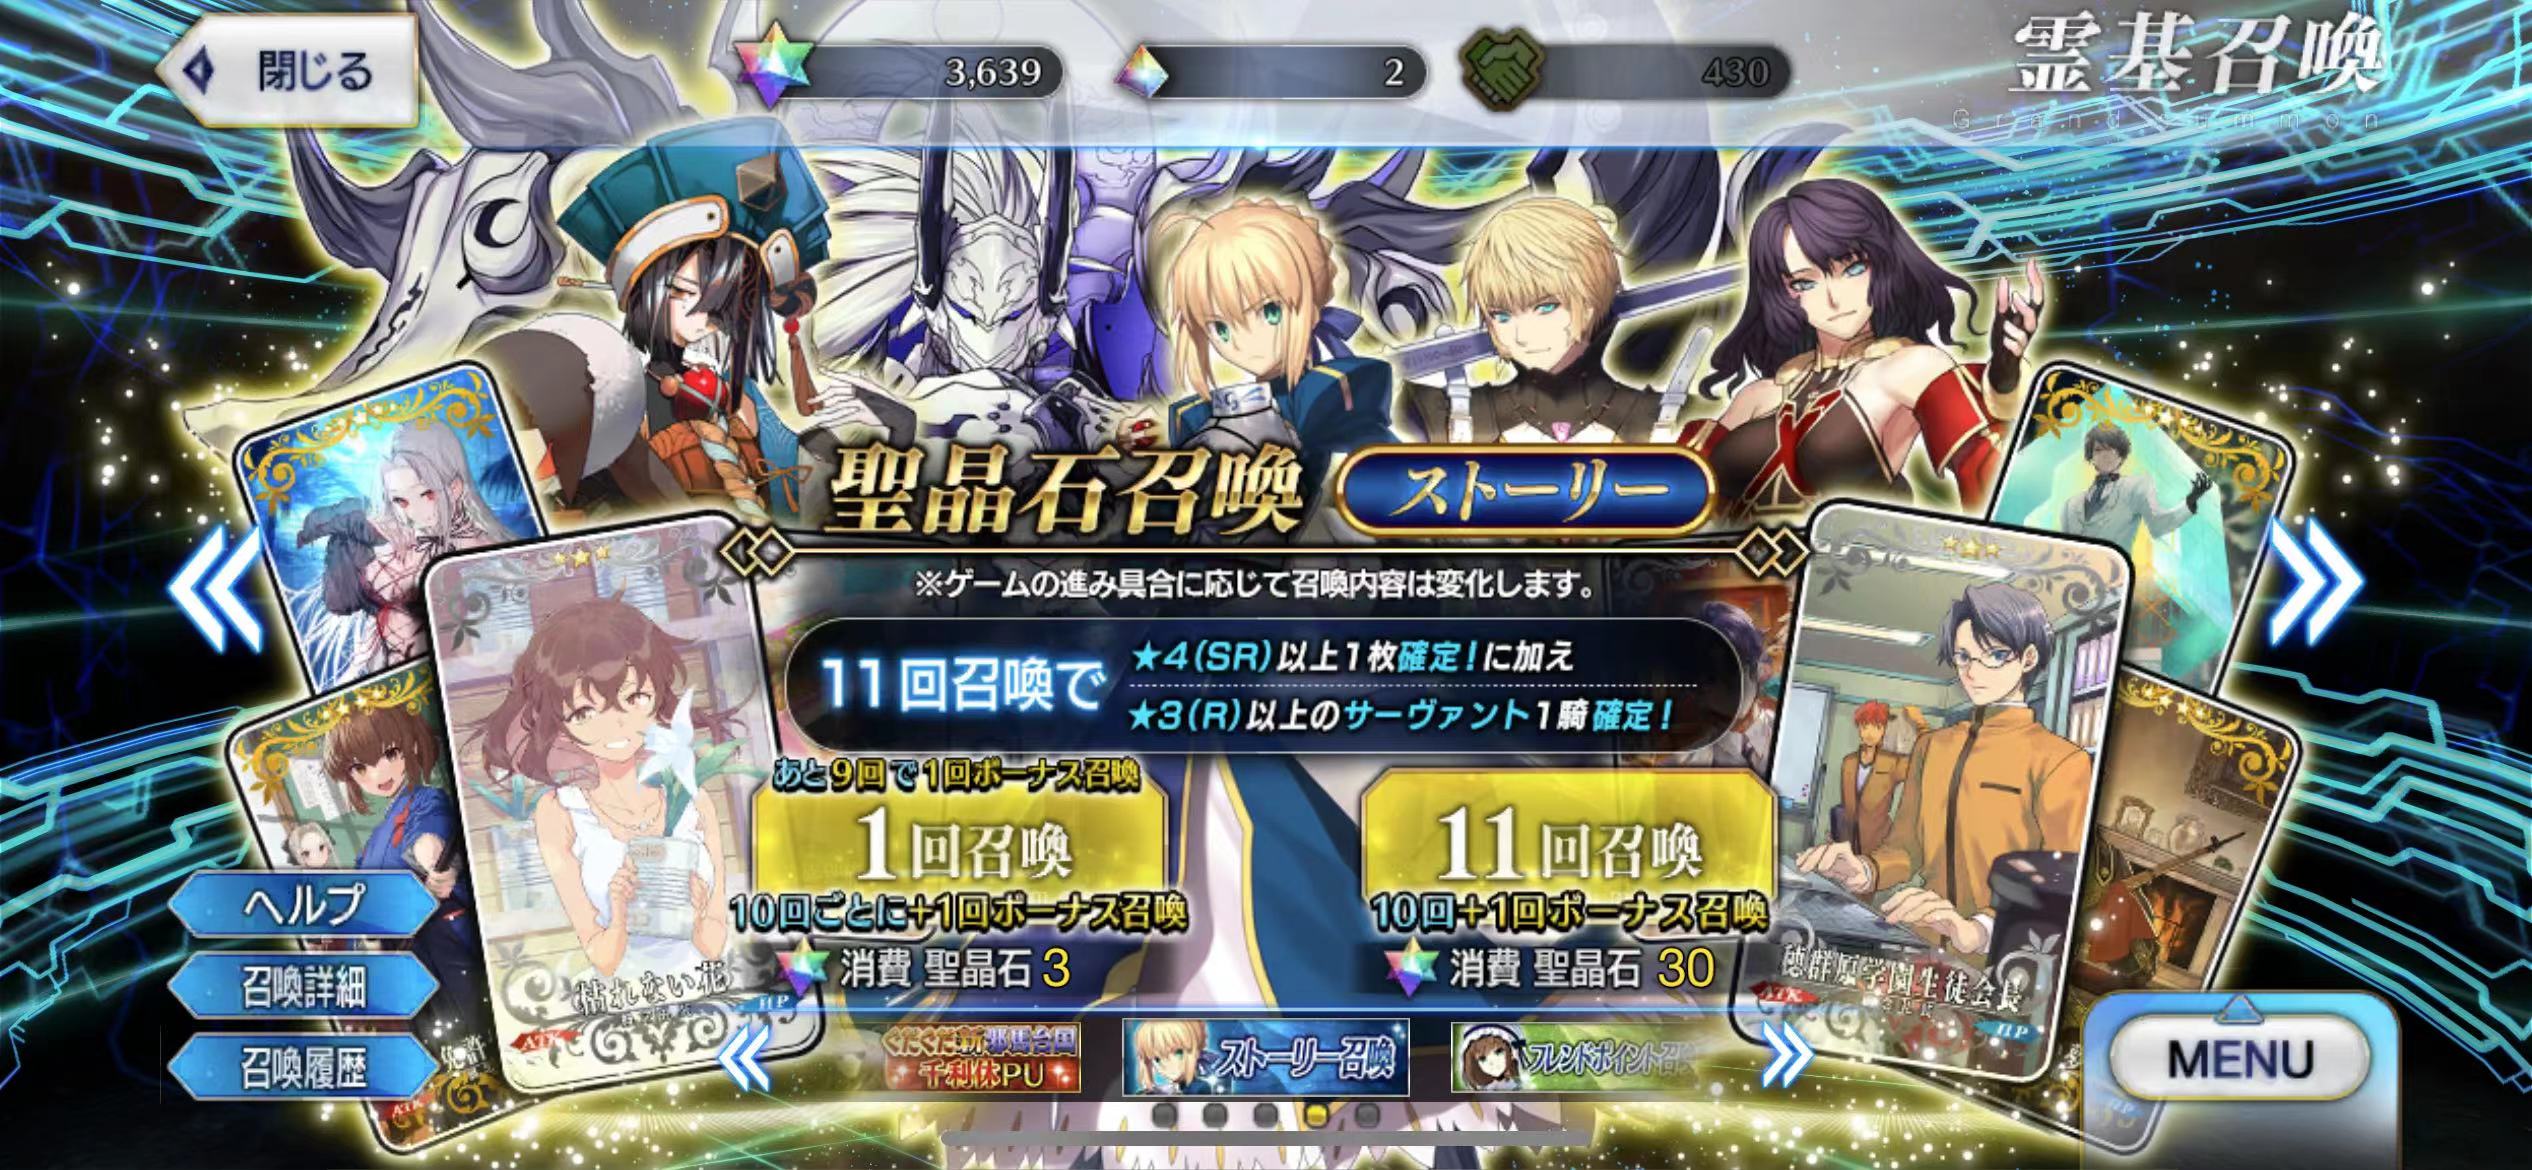 閉じる
3,639
2
430
霊基召喚
Grand summon
聖晶石召喚 ストーリー
※ゲームの進み具合に応じて召喚内容は変化します。
11回召喚で
★4(SR)以上1枚確定!に加え
★3(R)以上のサーヴァント1騎確定!
あと9回で1回ボーナス召喚
1回召喚
10回ごとに+1回ボーナス召喚
消費 聖晶石 3
11回召喚
10回+1回ボーナス召喚
消費 聖晶石 30
枯れない花
ATK
HP
穂群原学園生徒会長
ATK
HP
ATK
ヘルプ
召喚詳細
召喚履歴
ぐだぐだ新邪馬台国
千利休PU
ストーリー召喚
フレンドポイント召
MENU